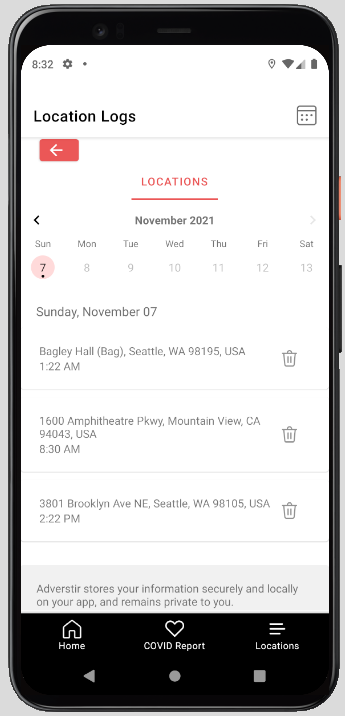 8:32
Location Logs
LOCATIONS
November 2021
Sun Mon Tue Wed Thu Fri Sat
7 8 9 10 11 12 13
Sunday, November 07
Bagley Hall (Bag), Seattle, WA 98195, USA
1:22 AM
1600 Amphitheatre Pkwy, Mountain View, CA
94043, USA
8:30 AM
3801 Brooklyn Ave NE, Seattle, WA 98105, USA
2:22 PM
Adverstir stores your information securely and locally
on your app, and remains private to you.
Home COVID Report Locations